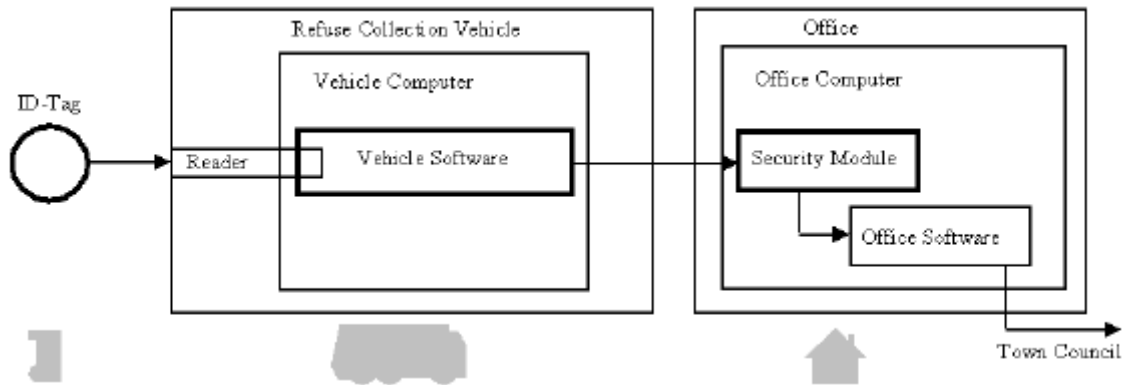 Refuse Collection Vehicle
Office
Vehicle Computer
Office Computer
ID-Tag
Reader
Vehicle Software
Security Module
Office Software
Town Council